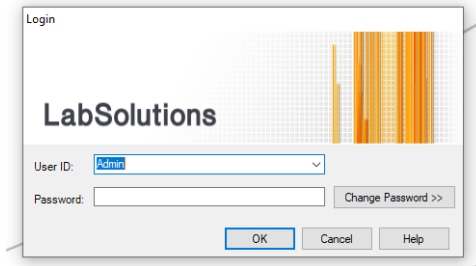 Login
LabSolutions
User ID: Admin
Password: Change Password >>
OK Cancel Help